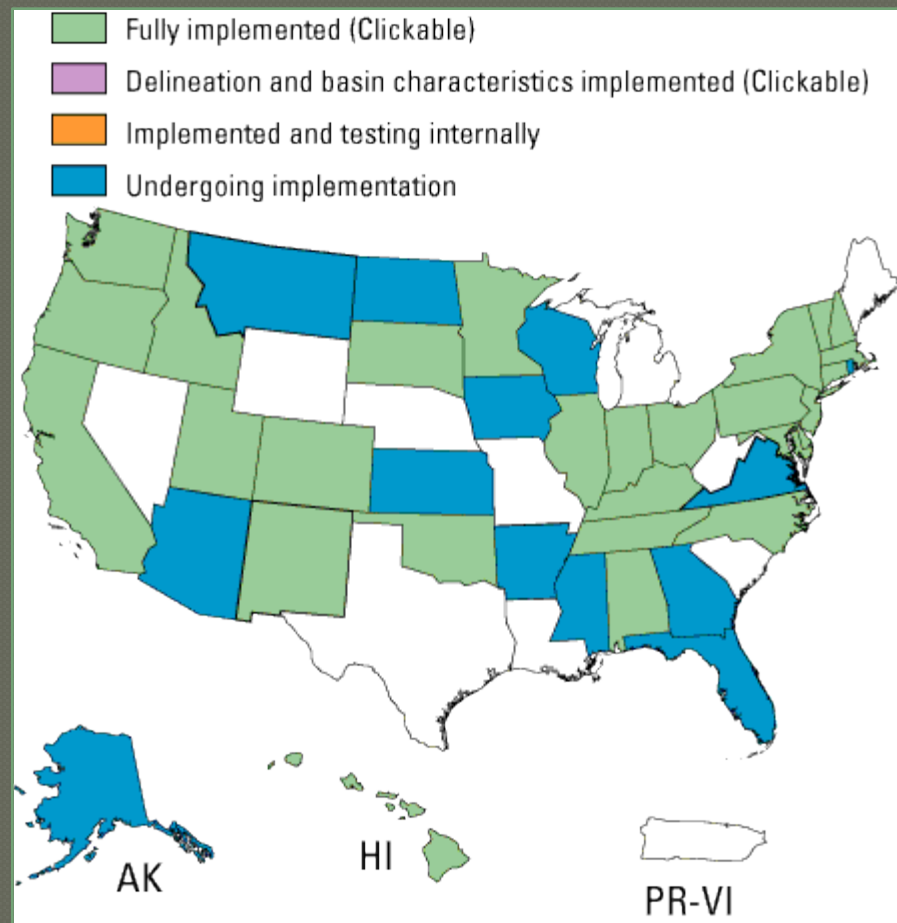 Fully implemented (Clickable)
Delineation and basin characteristics implemented (Clickable)
Implemented and testing internally
Undergoing implementation
AK
HI
PR-VI